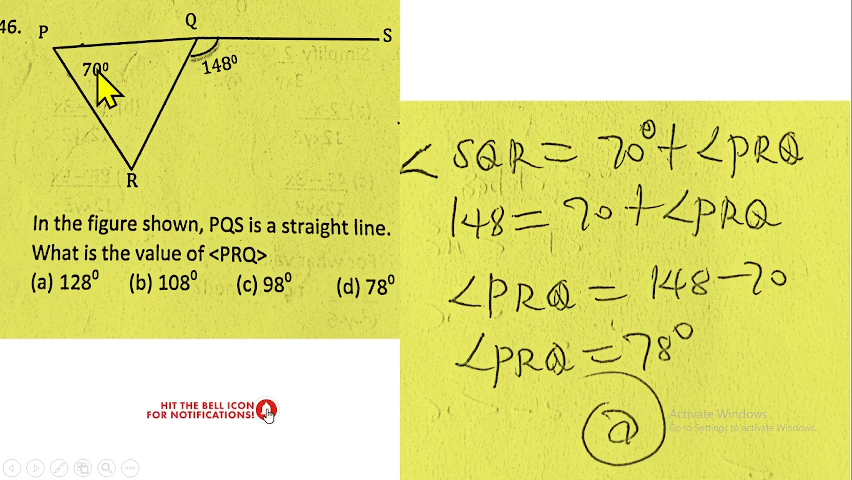 46.
P
Q
S
70⁰
148⁰
R
In the figure shown, PQS is a straight line.
What is the value of <PRQ>
(a) 128⁰ (b) 108⁰ (c) 98⁰ (d) 78⁰
HIT THE BELL ICON
FOR NOTIFICATIONS!
∠ SQR = 70⁰ + ∠PRQ
148 = 70 + ∠PRQ
∠PRQ = 148 - 70
∠PRQ = 78⁰
a
Activate Windows
Go to Settings to activate Windows.